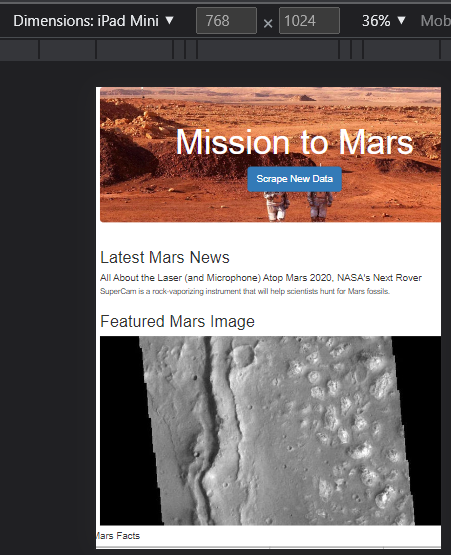 Dimensions: iPad Mini ▼ 768 × 1024 36% ▼ Mob
Mission to Mars
Scrape New Data
Latest Mars News
All About the Laser (and Microphone) Atop Mars 2020, NASA's Next Rover
SuperCam is a rock-vaporizing instrument that will help scientists hunt for Mars fossils.
Featured Mars Image
Mars Facts